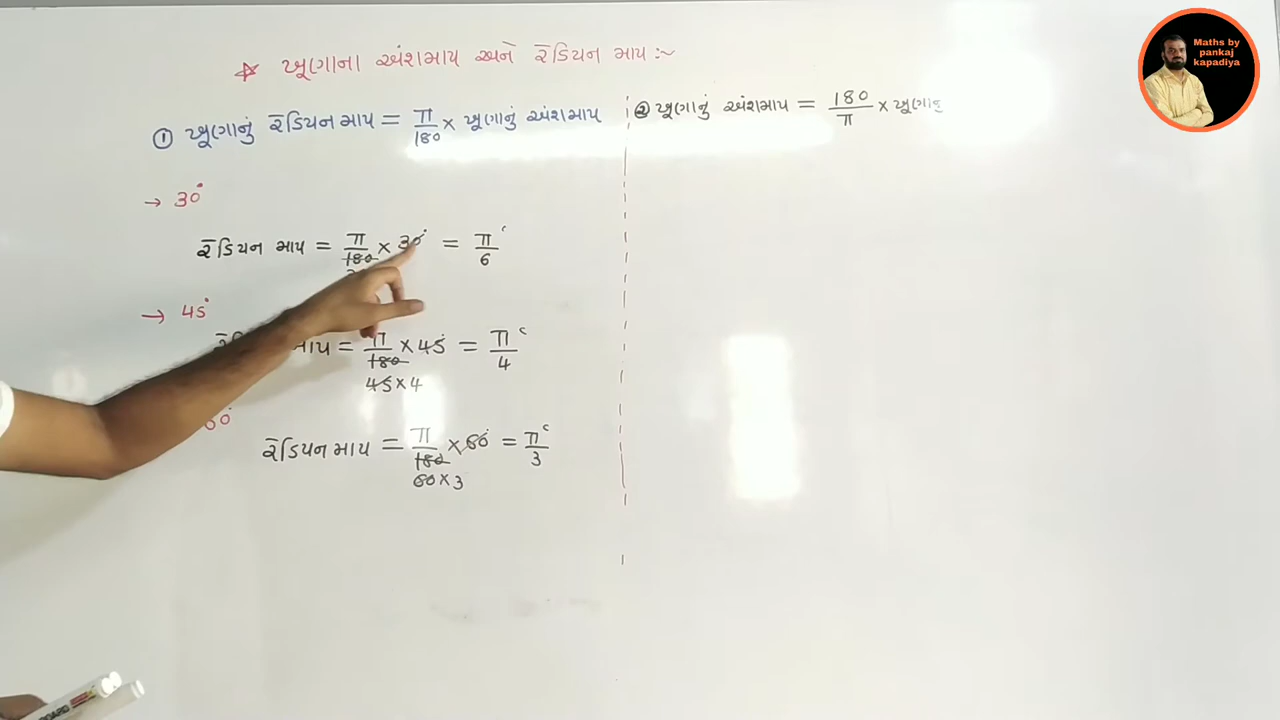 ☆ ખૂણાના અંશમાપ અને રેડિયન માપ :~
① ખૂણાનું રેડિયન માપ = π/180 × ખૂણાનું અંશમાપ
→ 30°
રેડિયન માપ = π/180 × 30° = π^c/6
→ 45°
માપ = π/180 × 45° = π^c/4
45×4
60°
રેડિયન માપ = π/180 × 60° = π^c/3
60×3
② ખૂણાનું અંશમાપ = 180/π × ખૂણાનું
Maths by
pankaj
kapadiya